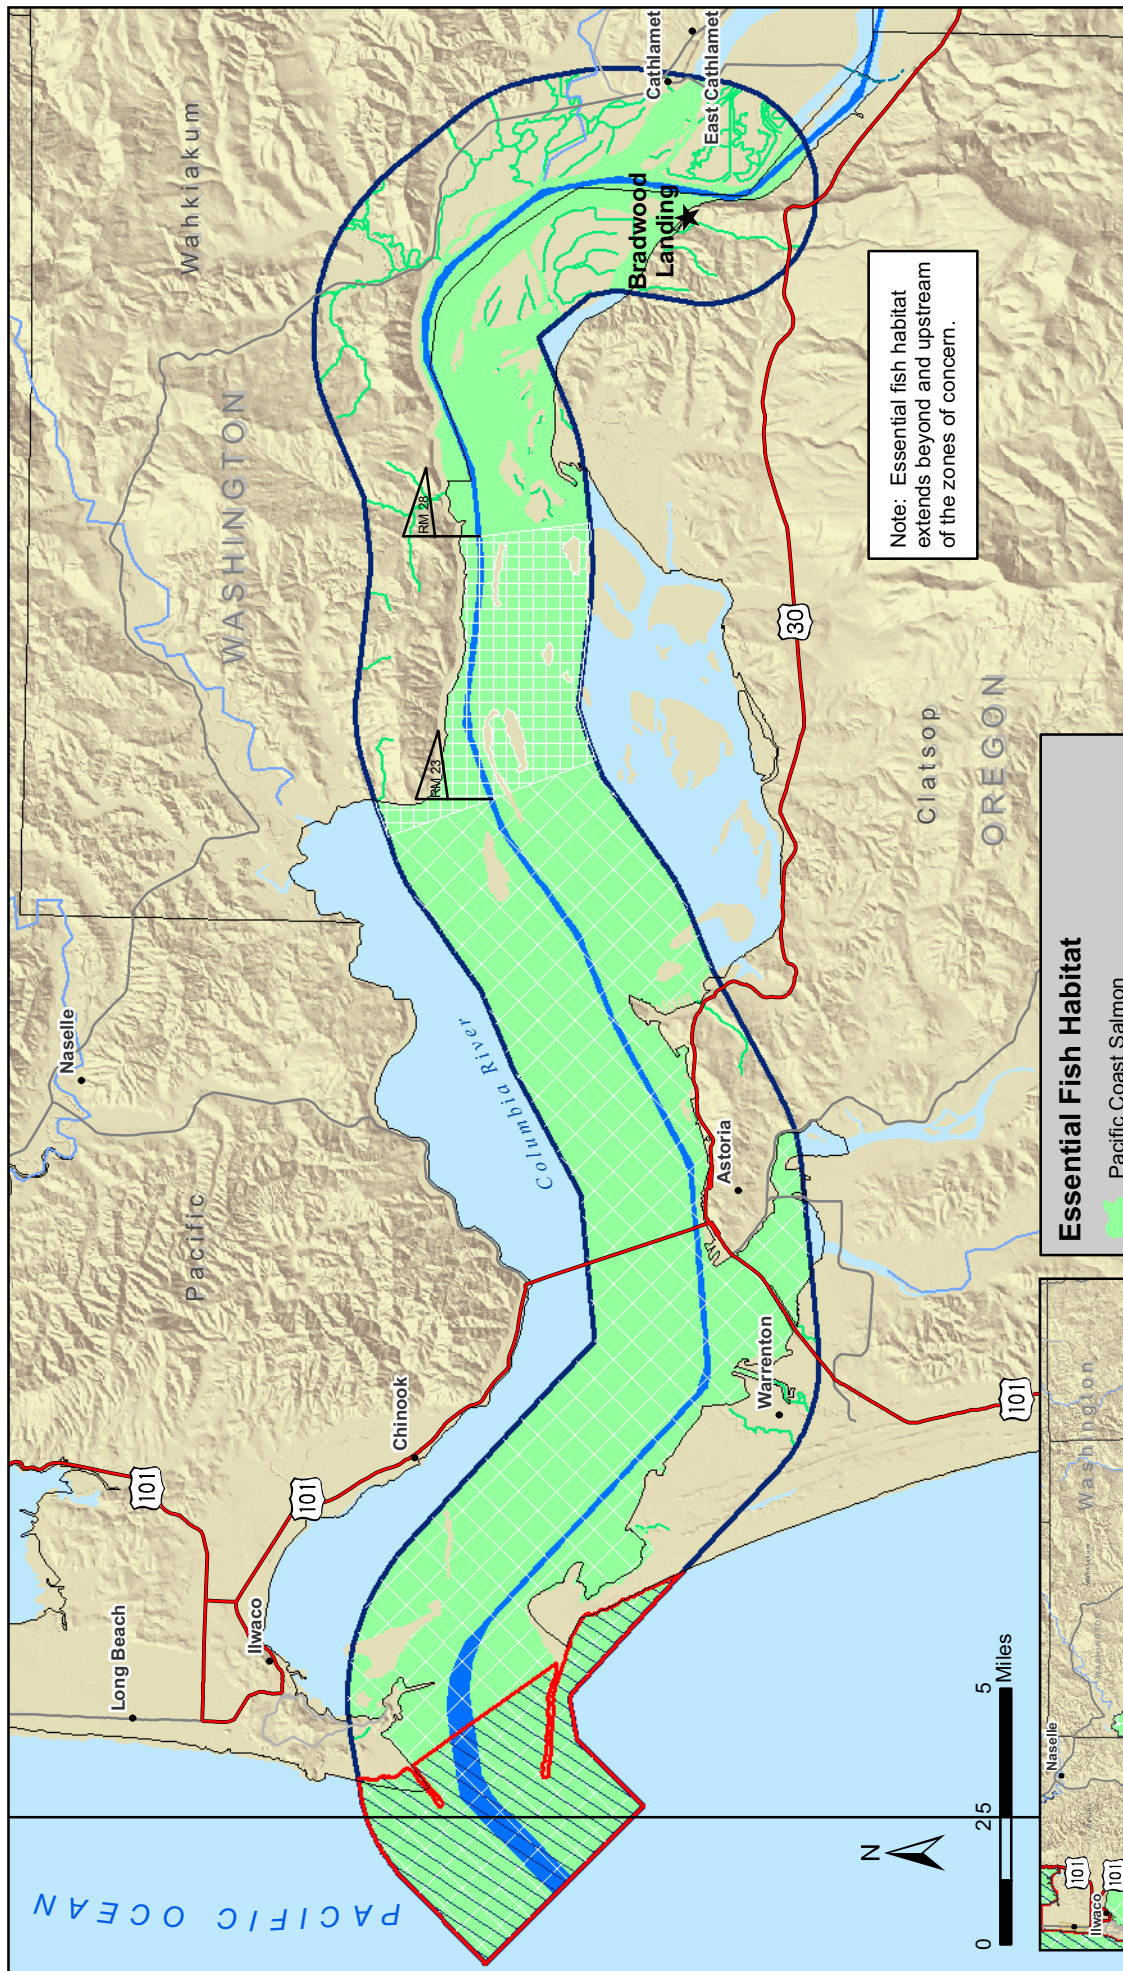 PACIFIC OCEAN
Long Beach
Ilwaco
101
101
Chinook
Pacific
Naselle
WASHINGTON
Wahkiakum
Columbia River
RM 23
RM 28
Cathlamet
East Cathlamet
Bradwood
Landing
Astoria
Warrenton
101
30
Clatsop
OREGON
Note: Essential fish habitat
extends beyond and upstream
of the zones of concern.
N
0 2.5 5
Miles
Essential Fish Habitat
Pacific Coast Salmon
Washington
Naselle
101
Ilwaco
101